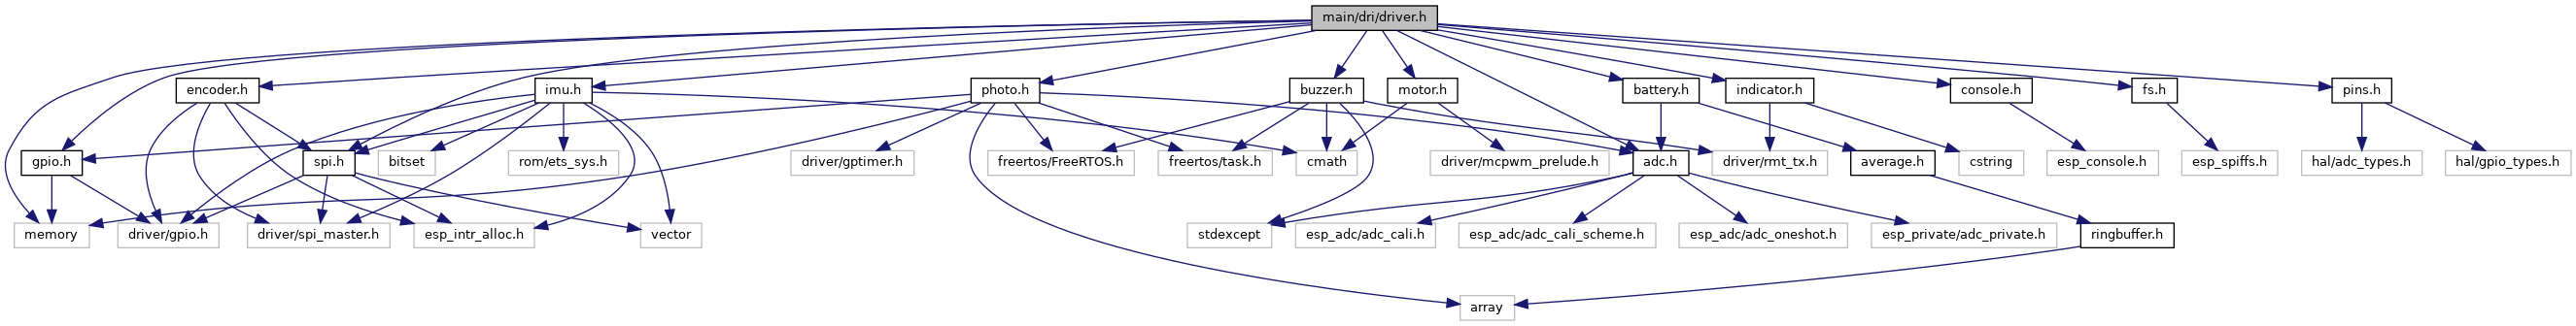 main/dri/driver.h
encoder.h
imu.h
photo.h
buzzer.h
motor.h
battery.h
indicator.h
console.h
fs.h
pins.h
gpio.h
spi.h
bitset
rom/ets_sys.h
driver/gptimer.h
freertos/FreeRTOS.h
freertos/task.h
cmath
driver/mcpwm_prelude.h
adc.h
driver/rmt_tx.h
average.h
cstring
esp_console.h
esp_spiffs.h
hal/adc_types.h
hal/gpio_types.h
memory
driver/gpio.h
driver/spi_master.h
esp_intr_alloc.h
vector
stdexcept
esp_adc/adc_cali.h
esp_adc/adc_cali_scheme.h
esp_adc/adc_oneshot.h
esp_private/adc_private.h
ringbuffer.h
array